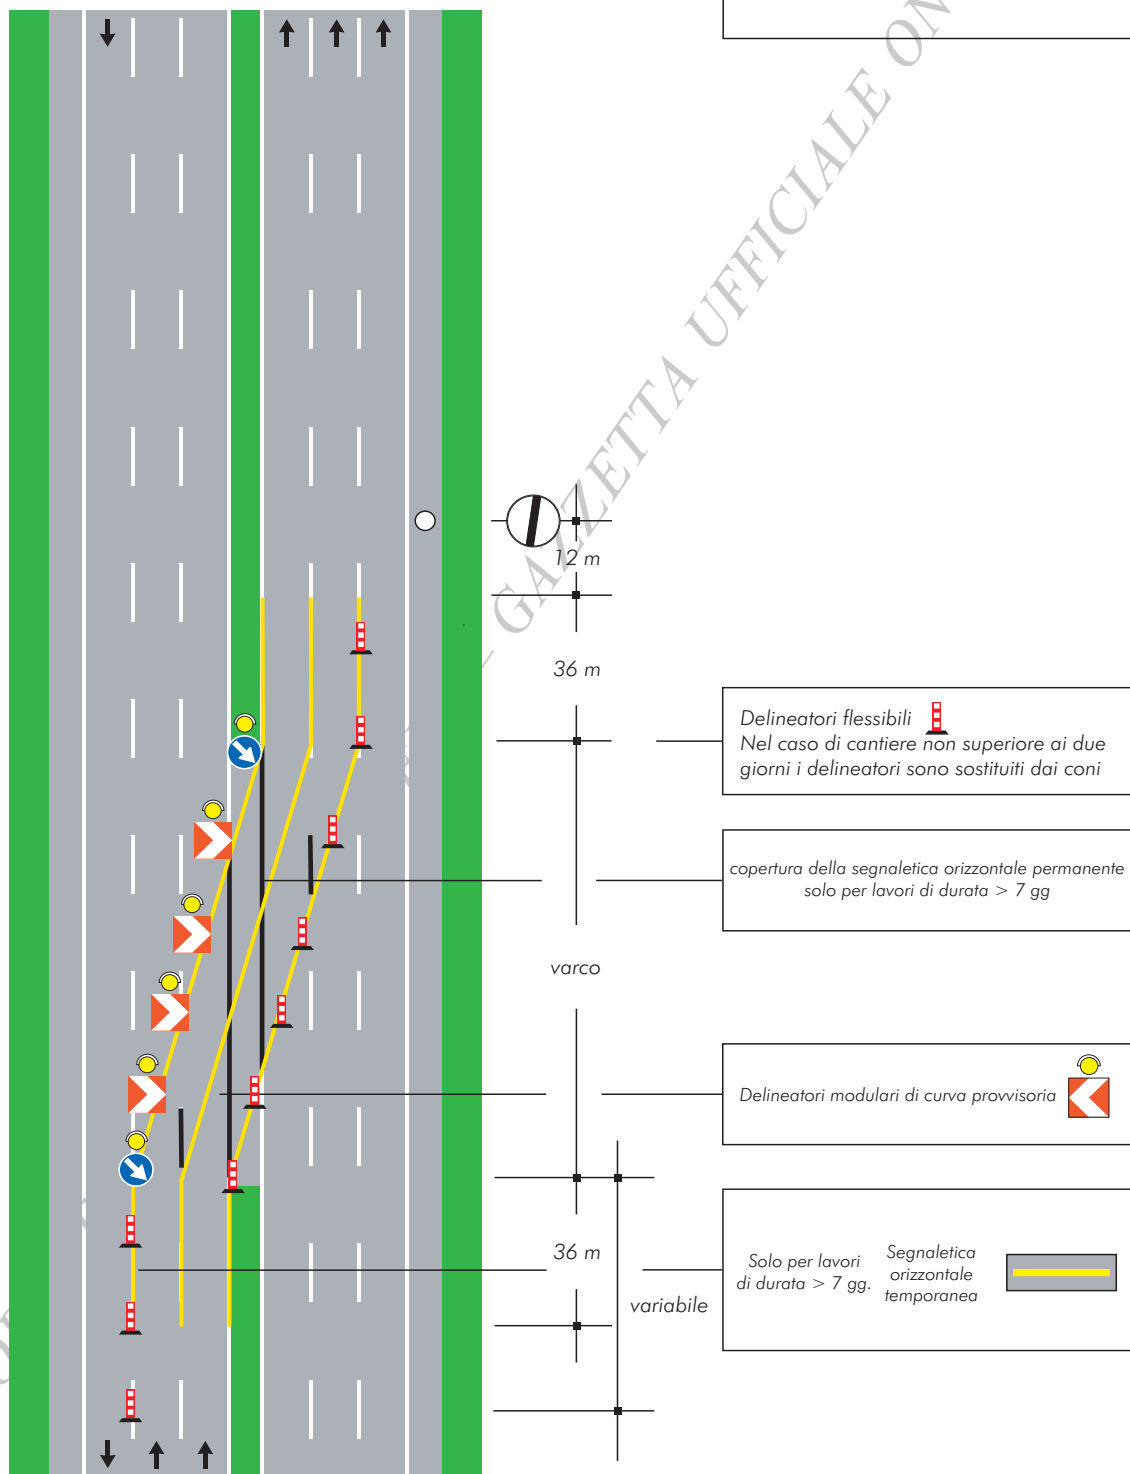 GAZZETTA UFFICIALE ON
12 m
36 m
Delineatori flessibili
Nel caso di cantiere non superiore ai due
giorni i delineatori sono sostituiti dai coni
copertura della segnaletica orizzontale permanente
solo per lavori di durata > 7 gg
varco
Delineatori modulari di curva provvisoria
36 m
variabile
Solo per lavori
di durata > 7 gg.
Segnaletica
orizzontale
temporanea